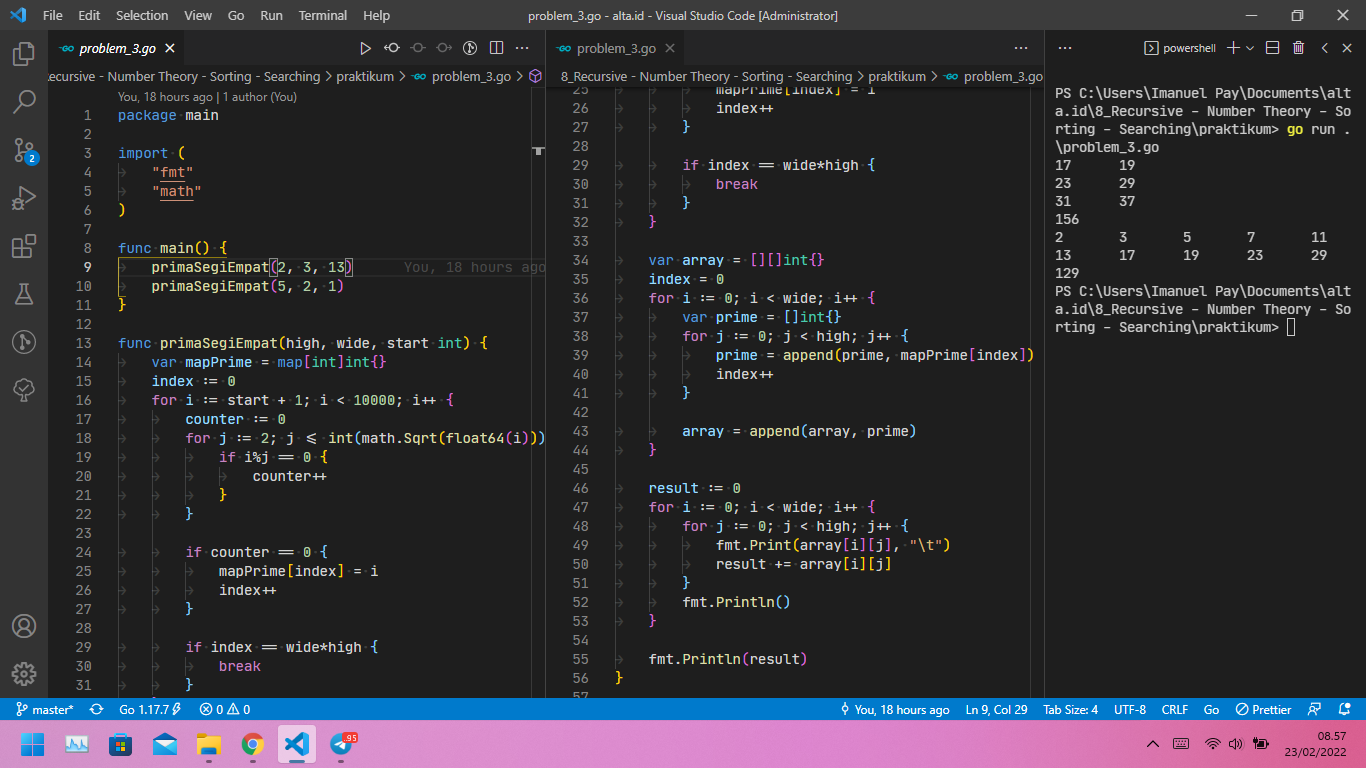 File Edit Selection View Go Run Terminal Help
problem_3.go - alta.id - Visual Studio Code [Administrator]
problem_3.go
.ecursive - Number Theory - Sorting - Searching > praktikum > problem_3.go >
You, 18 hours ago | 1 author (You)
1 package main
2
3 import (
4 "fmt"
5 "math"
6 )
7
8 func main() {
9 primaSegiEmpat(2, 3, 13) You, 18 hours ago
10 primaSegiEmpat(5, 2, 1)
11 }
12
13 func primaSegiEmpat(high, wide, start int) {
14 var mapPrime = map[int]int{}
15 index := 0
16 for i := start + 1; i < 10000; i++ {
17 counter := 0
18 for j := 2; j <= int(math.Sqrt(float64(i)))
19 if i%j == 0 {
20 counter++
21 }
22 }
23
24 if counter == 0 {
25 mapPrime[index] = i
26 index++
27 }
28
29 if index == wide*high {
30 break
31 }
problem_3.go
8_Recursive - Number Theory - Sorting - Searching > praktikum > problem_3.go
25 mapPrime[index] = i
26 index++
27 }
28
29 if index == wide*high {
30 break
31 }
32 }
33
34 var array = [][]int{}
35 index = 0
36 for i := 0; i < wide; i++ {
37 var prime = []int{}
38 for j := 0; j < high; j++ {
39 prime = append(prime, mapPrime[index])
40 index++
41 }
42
43 array = append(array, prime)
44 }
45
46 result := 0
47 for i := 0; i < wide; i++ {
48 for j := 0; j < high; j++ {
49 fmt.Print(array[i][j], "\t")
50 result += array[i][j]
51 }
52 fmt.Println()
53 }
54
55 fmt.Println(result)
56 }
57
powershell
PS C:\Users\Imanuel Pay\Documents\alt
a.id\8_Recursive - Number Theory - So
rting - Searching\praktikum> go run .
\problem_3.go
17 19
23 29
31 37
156
2 3 5 7 11
13 17 19 23 29
129
PS C:\Users\Imanuel Pay\Documents\alt
a.id\8_Recursive - Number Theory - So
rting - Searching\praktikum>
2
master* Go 1.17.7 0 0 You, 18 hours ago Ln 9, Col 29 Tab Size: 4 UTF-8 CRLF Go Prettier
95
08.57
23/02/2022